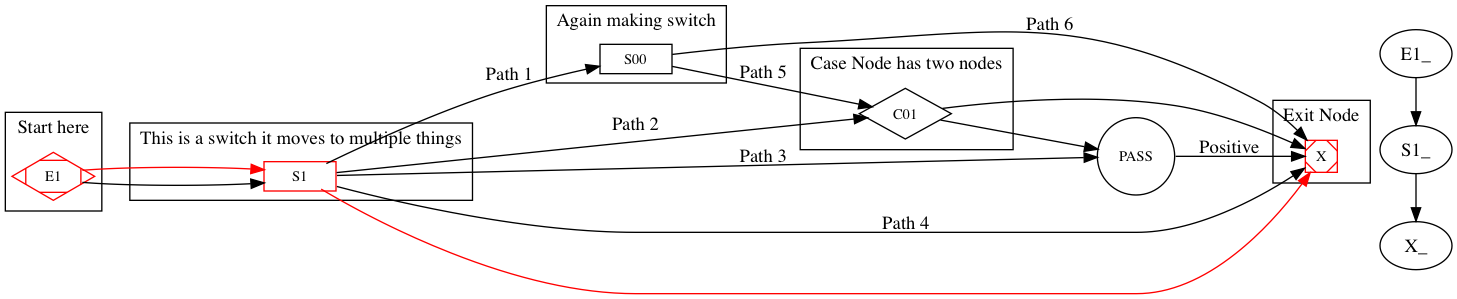 Start here
E1
This is a switch it moves to multiple things
S1
Path 1
Again making switch
S00
Path 6
Path 5
Case Node has two nodes
C01
Path 2
Path 3
PASS
Positive
Exit Node
X
Path 4
E1_
S1_
X_